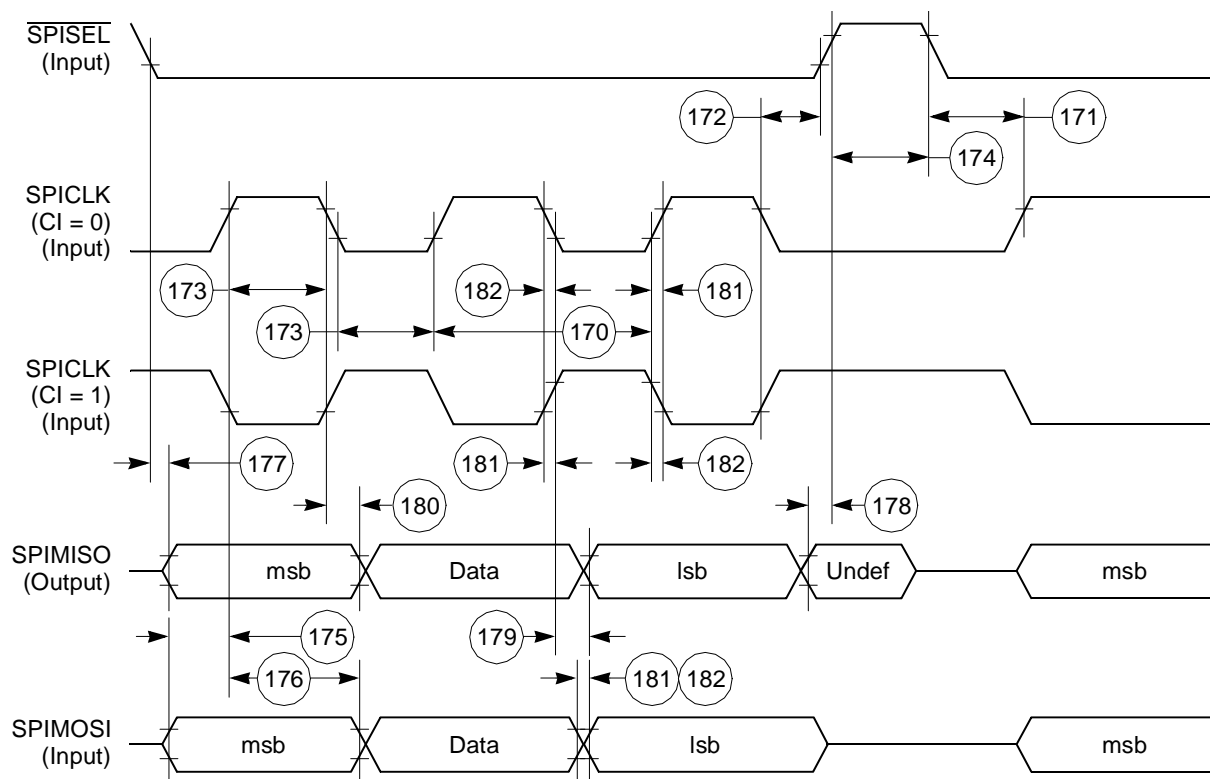 SPISEL
(Input)
172
171
174
SPICLK
(CI = 0)
(Input)
173
182
181
173
170
SPICLK
(CI = 1)
(Input)
177
181
182
180
178
SPIMISO
(Output)
msb
Data
lsb
Undef
msb
175
179
176
181
182
SPIMOSI
(Input)
msb
Data
lsb
msb